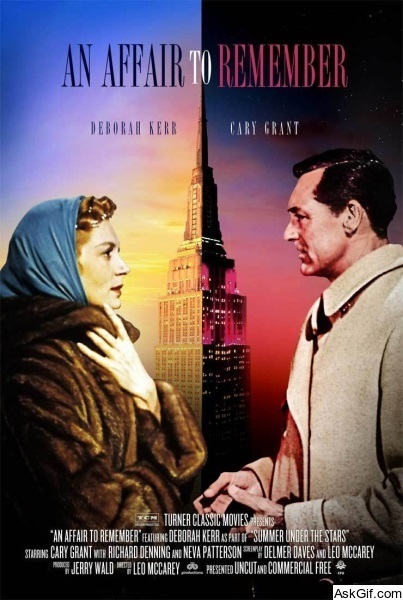 AN AFFAIR TO REMEMBER
DEBORAH KERR CARY GRANT
TCM
TURNER CLASSIC MOVIES PRESENTS
"AN AFFAIR TO REMEMBER" FEATURING DEBORAH KERR AS PART OF "SUMMER UNDER THE STARS"
STARRING CARY GRANT WITH RICHARD DENNING AND NEVA PATTERSON SCREENPLAY BY DELMER DAVES AND LEO MCCAREY
PRODUCED BY JERRY WALD DIRECTED BY LEO MCCAREY productions PRESENTED UNCUT AND COMMERCIAL FREE
AskGif.com